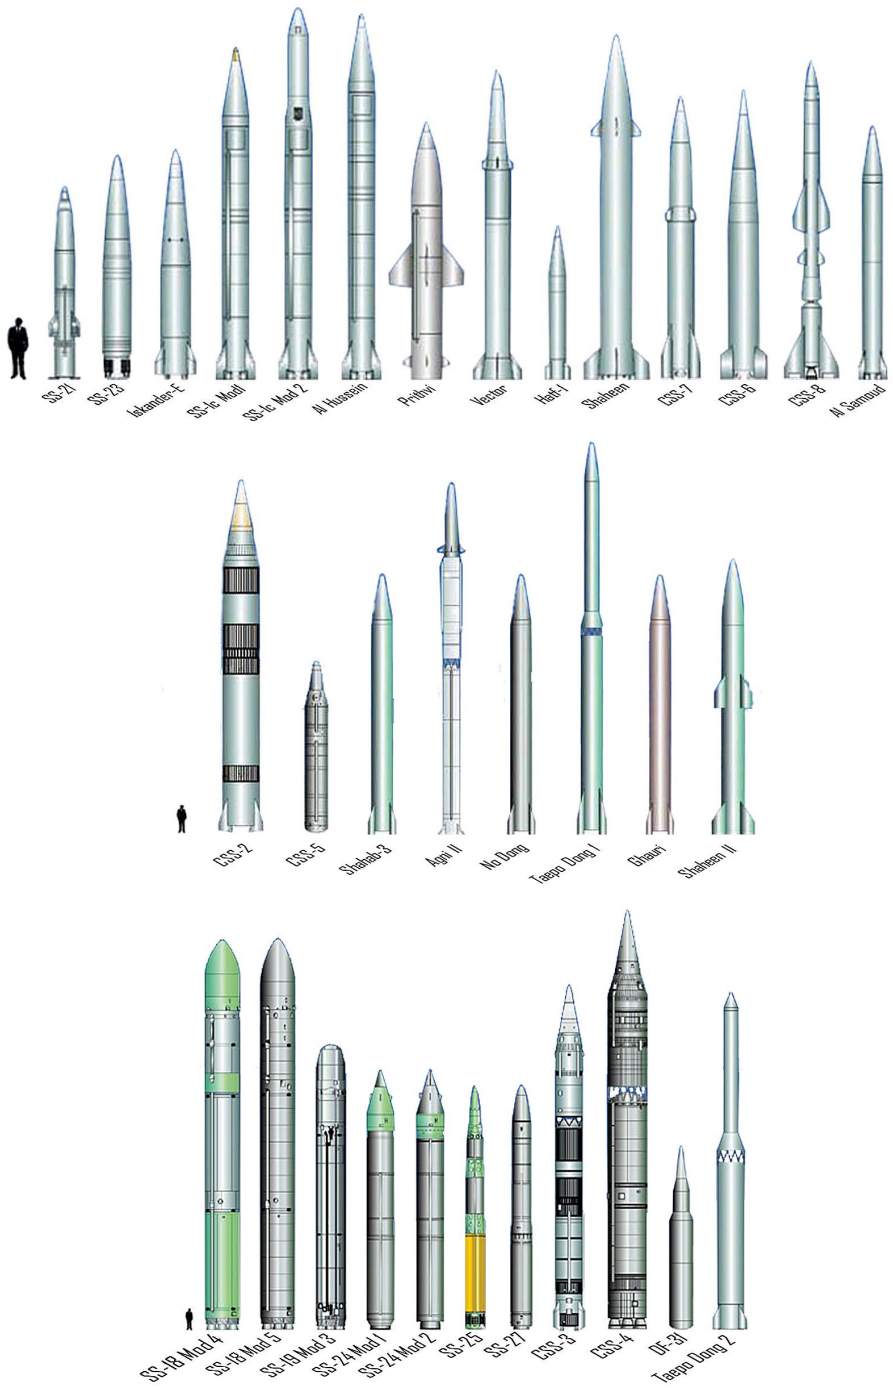 SS-21
SS-23
Iskander-E
SS-1c Mod1
SS-1c Mod 2
Al Hussein
Prithvi
Vector
Hatf-1
Shaheen
CSS-7
CSS-6
CSS-8
Al Samoud
CSS-2
CSS-5
Shahab-3
Agni II
No Dong
Taepo Dong 1
Ghauri
Shaheen II
SS-18 Mod 4
SS-18 Mod 5
SS-19 Mod 3
SS-24 Mod 1
SS-24 Mod 2
SS-25
SS-27
CSS-3
CSS-4
DF-31
Taepo Dong 2